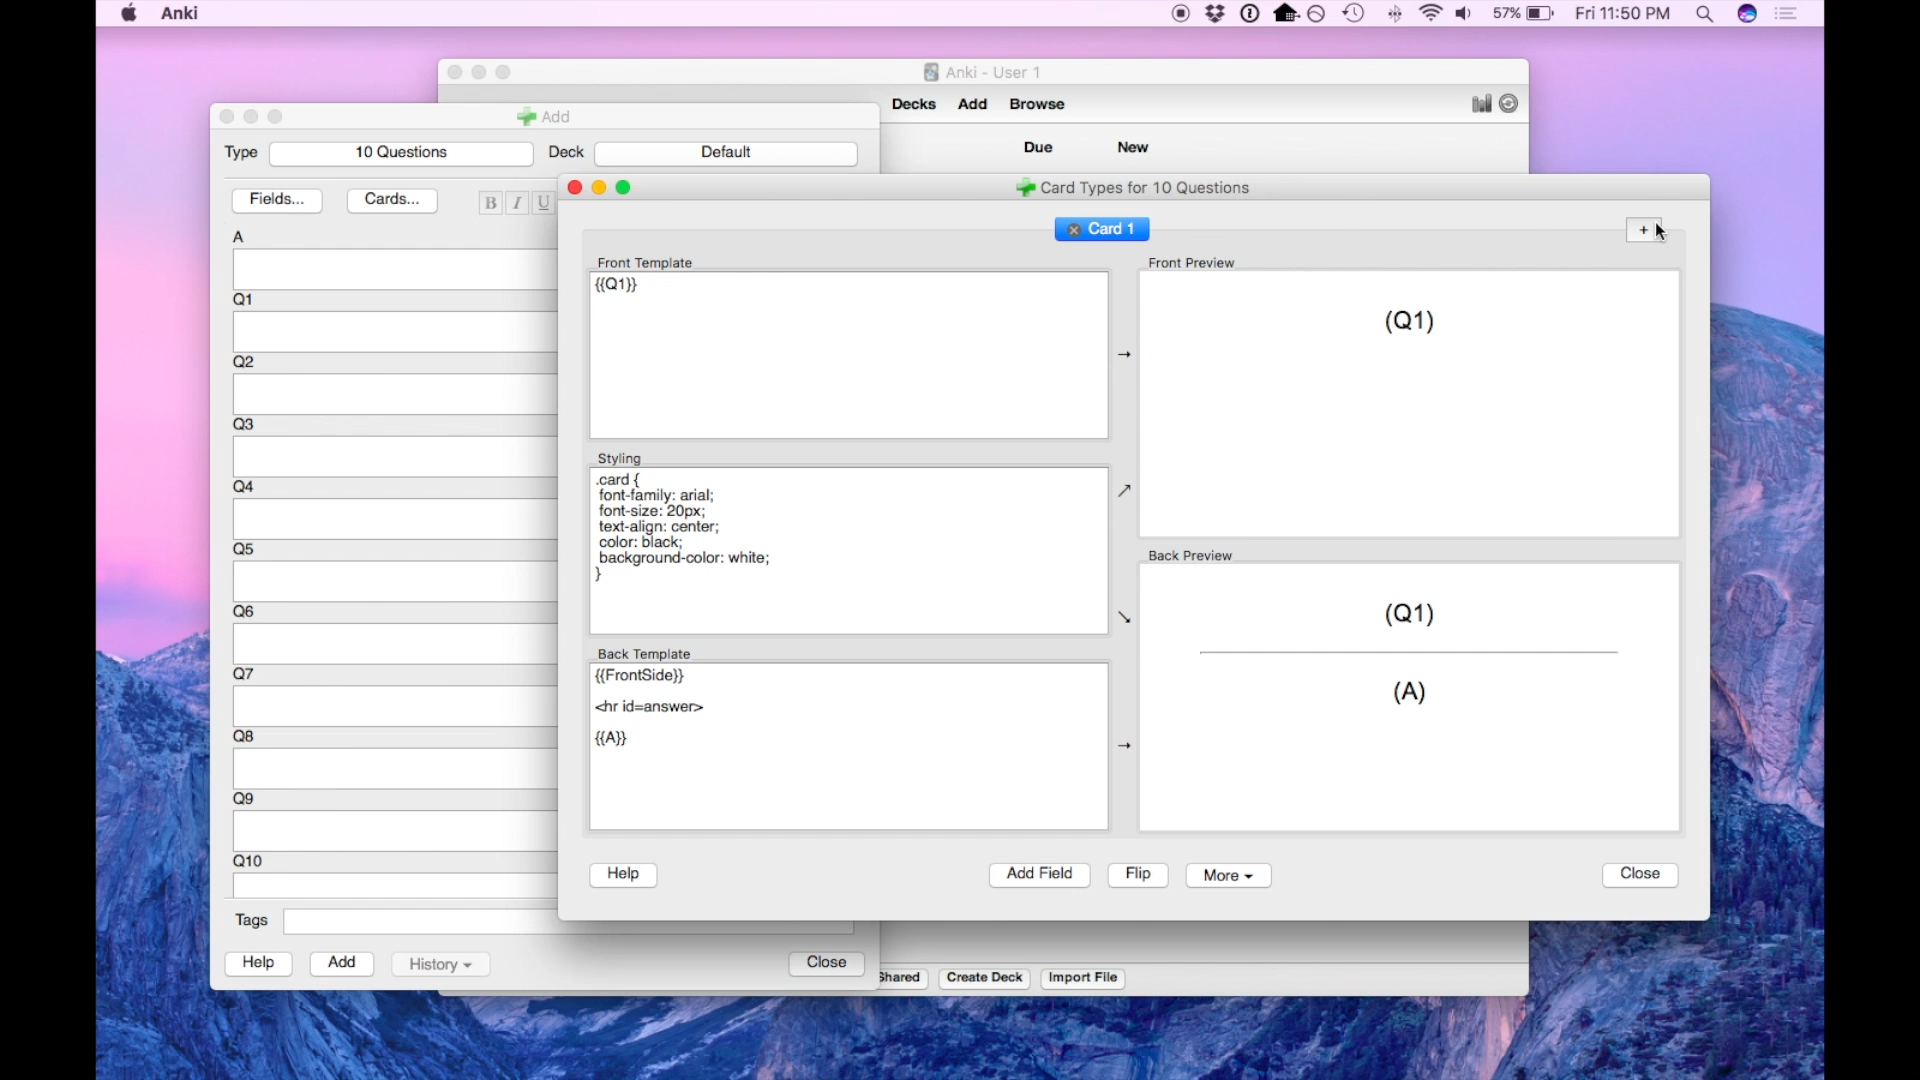 Anki
57%
Fri 11:50 PM
Anki - User 1
Decks Add Browse
Due New
Add
Type 10 Questions Deck Default
Fields... Cards... B I U
A
Q1
Q2
Q3
Q4
Q5
Q6
Q7
Q8
Q9
Q10
Tags
Help Add History Close
Shared Create Deck Import File
Card Types for 10 Questions
Card 1
+
Front Template
{{Q1}}
Styling
.card {
font-family: arial;
font-size: 20px;
text-align: center;
color: black;
background-color: white;
}
Back Template
{{FrontSide}}
<hr id=answer>
{{A}}
→
↗
↘
→
Front Preview
(Q1)
Back Preview
(Q1)
(A)
Help Add Field Flip More Close